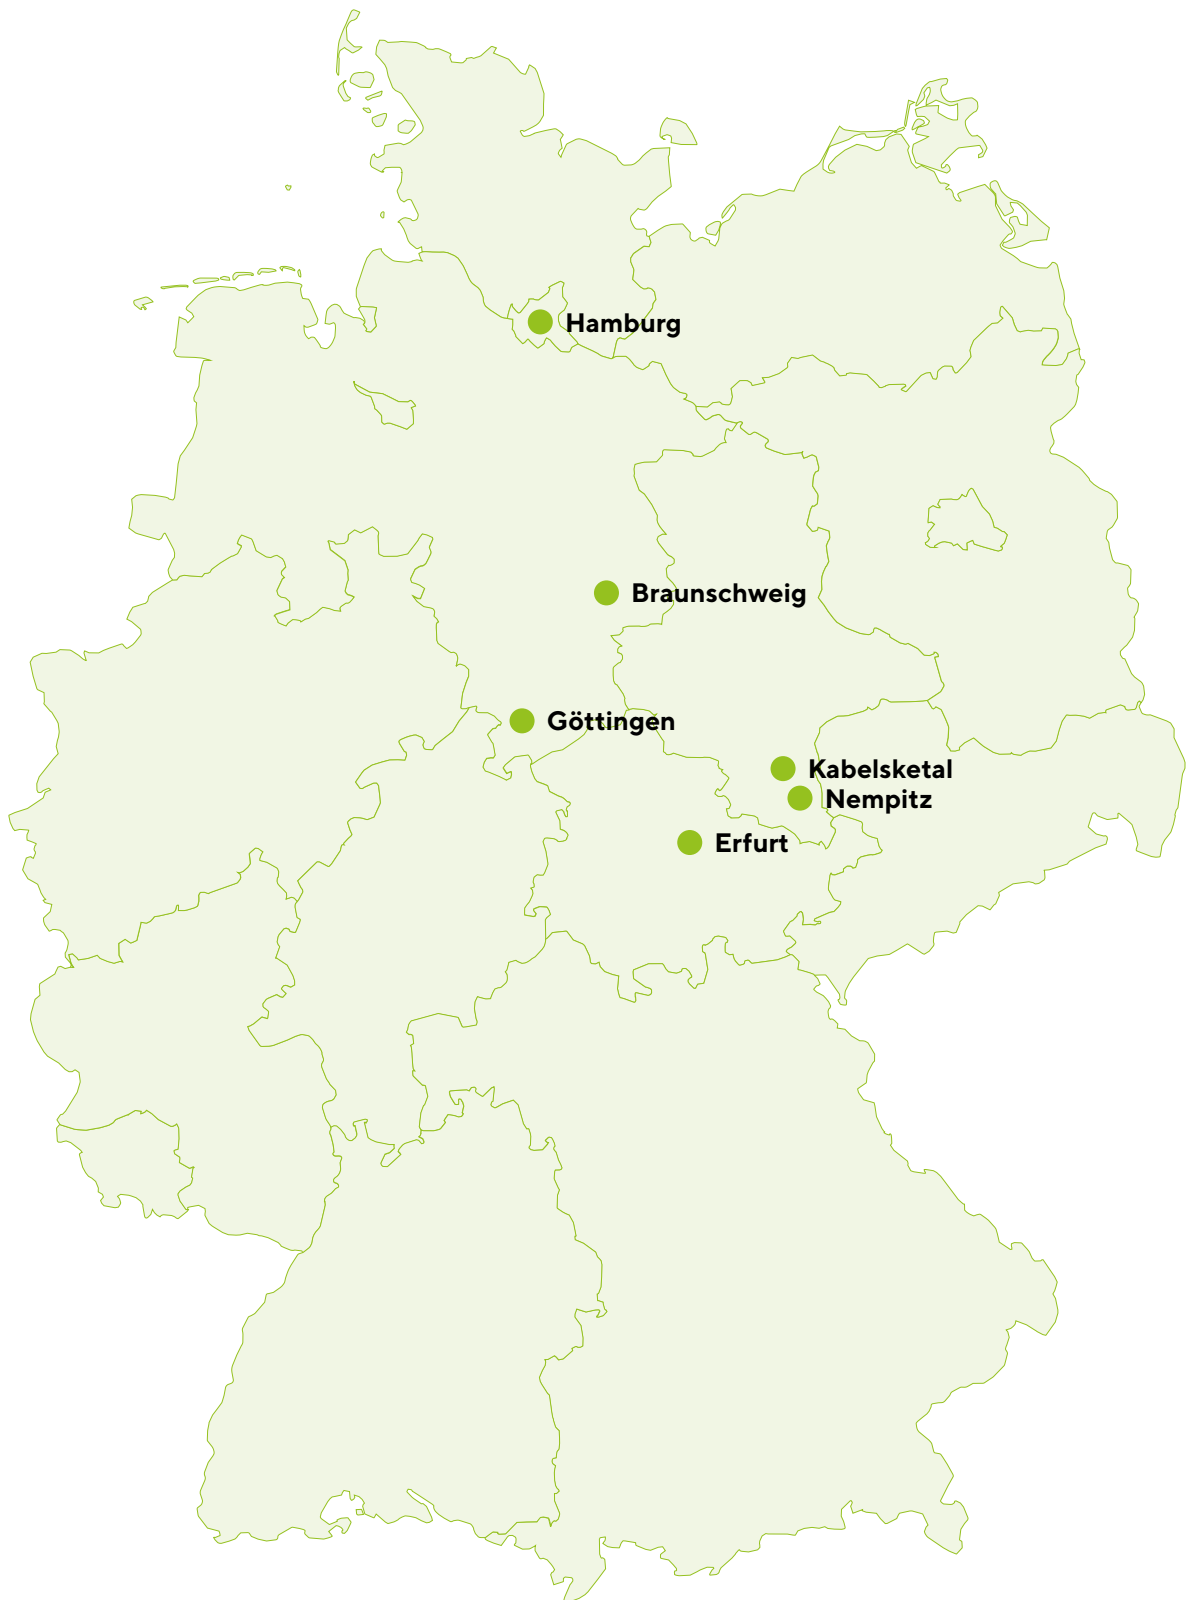 Hamburg
Braunschweig
Göttingen
Kabelsketal
Nempitz
Erfurt